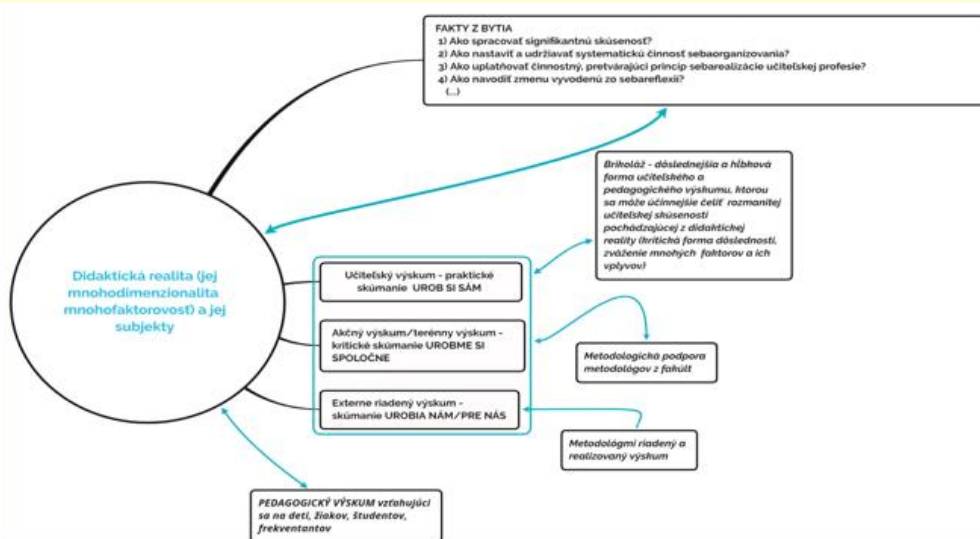 FAKTY Z BYTIA
1) Ako spracovať signifikantnú skúsenosť?
2) Ako nastaviť a udržiavať systematickú činnosť sebaorganizovania?
3) Ako uplatňovať činnostný, pretvárajúci princíp sebarealizácie učiteľskej profesie?
4) Ako navodiť zmenu vyvodenú zo sebareflexií?
(...)
Brikoláž - dôslednejšia a hĺbková
forma učiteľského a
pedagogického výskumu, ktorou
sa môže účinnejšie čeliť rozmanitej
učiteľskej skúsenosti
pochádzajúcej z didaktickej
reality (kritická forma dôslednosti,
zváženie mnohých faktorov a ich
vplyvov)
Didaktická realita (jej
mnohodimenzionalita
mnohofaktorovosť) a jej
subjekty
Učiteľský výskum - praktické
skúmanie UROB SI SÁM
Akčný výskum/terénny výskum -
kritické skúmanie UROBME SI
SPOLOČNE
Externe riadený výskum -
skúmanie UROBIA NÁM/PRE NÁS
Metodologická podpora
metodológov z fakúlt
Metodológmi riadený a
realizovaný výskum
PEDAGOGICKÝ VÝSKUM vzťahujúci
sa na deti, žiakov, študentov,
frekventantov